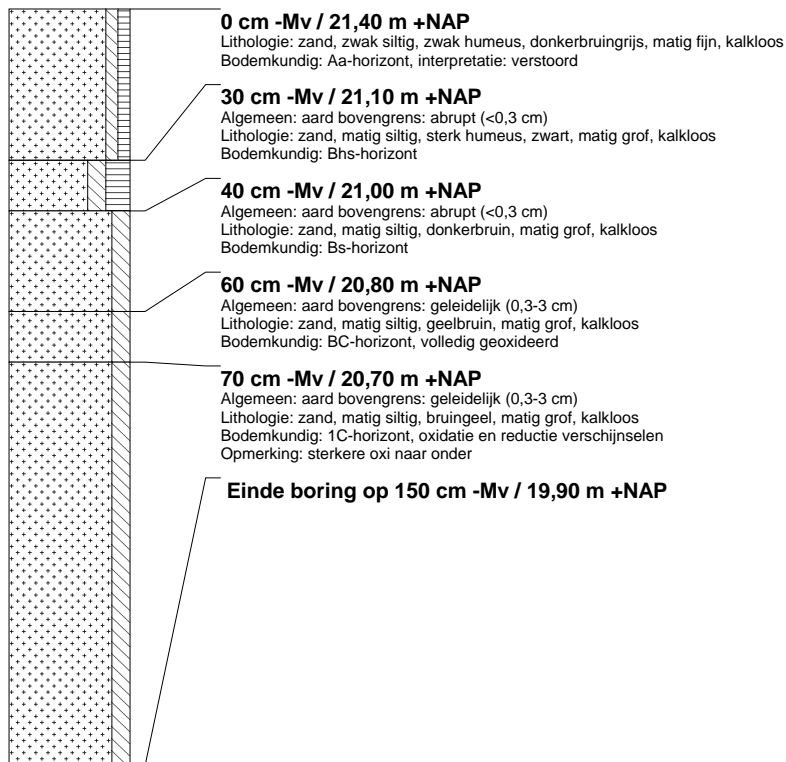 0 cm -Mv / 21,40 m +NAP
Lithologie: zand, zwak siltig, zwak humeus, donkerbruingrijs, matig fijn, kalkloos
Bodemkundig: Aa-horizont, interpretatie: verstoord
30 cm -Mv / 21,10 m +NAP
Algemeen: aard bovengrens: abrupt (<0,3 cm)
Lithologie: zand, matig siltig, sterk humeus, zwart, matig grof, kalkloos
Bodemkundig: Bhs-horizont
40 cm -Mv / 21,00 m +NAP
Algemeen: aard bovengrens: abrupt (<0,3 cm)
Lithologie: zand, matig siltig, donkerbruin, matig grof, kalkloos
Bodemkundig: Bs-horizont
60 cm -Mv / 20,80 m +NAP
Algemeen: aard bovengrens: geleidelijk (0,3-3 cm)
Lithologie: zand, matig siltig, geelbruin, matig grof, kalkloos
Bodemkundig: BC-horizont, volledig geoxideerd
70 cm -Mv / 20,70 m +NAP
Algemeen: aard bovengrens: geleidelijk (0,3-3 cm)
Lithologie: zand, matig siltig, bruingeel, matig grof, kalkloos
Bodemkundig: 1C-horizont, oxidatie en reductie verschijnselen
Opmerking: sterkere oxi naar onder
Einde boring op 150 cm -Mv / 19,90 m +NAP